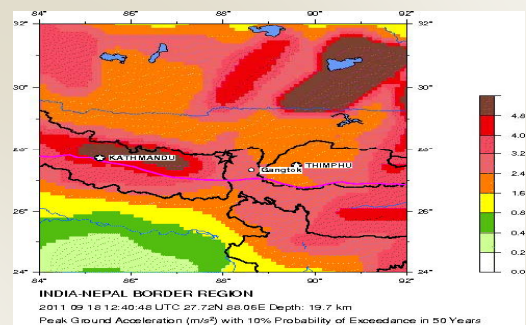 84° 86° 88° 90° 92°
32° 32°
30° 30°
28° 28°
26° 26°
24° 24°
84° 86° 88° 90° 92°
KATHMANDU
Gangtok
THIMPHU
4.8
4.0
3.2
2.4
1.6
0.8
0.4
0.2
0.0
INDIA-NEPAL BORDER REGION
2011 09 18 12:40:48 UTC 27.72N 88.06E Depth: 19.7 km
Peak Ground Acceleration (m/s²) with 10% Probability of Exceedance in 50 Years